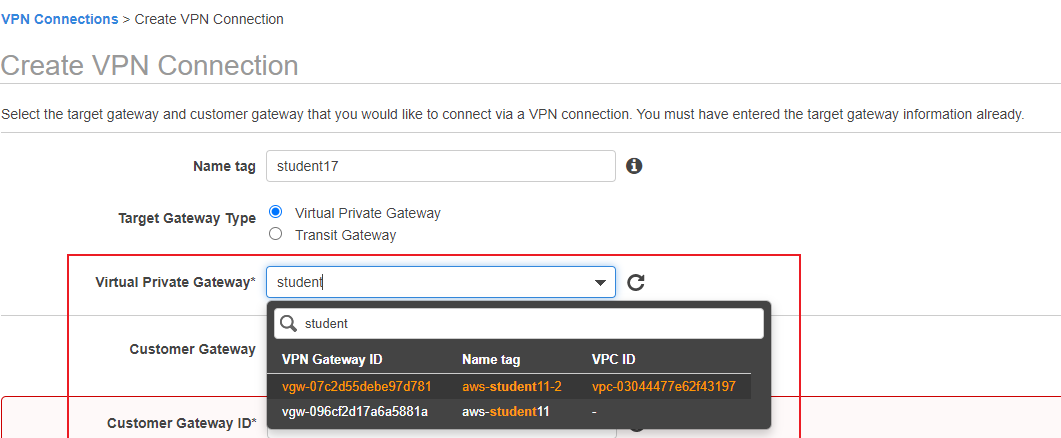 VPN Connections > Create VPN Connection
Create VPN Connection
Select the target gateway and customer gateway that you would like to connect via a VPN connection. You must have entered the target gateway information already.
Name tag student17
Target Gateway Type Virtual Private Gateway
Transit Gateway
Virtual Private Gateway* student
student
Customer Gateway
VPN Gateway ID Name tag VPC ID
vgw-07c2d55debe97d781 aws-student11-2 vpc-03044477e62f43197
vgw-096cf2d17a6a5881a aws-student11 -
Customer Gateway ID*